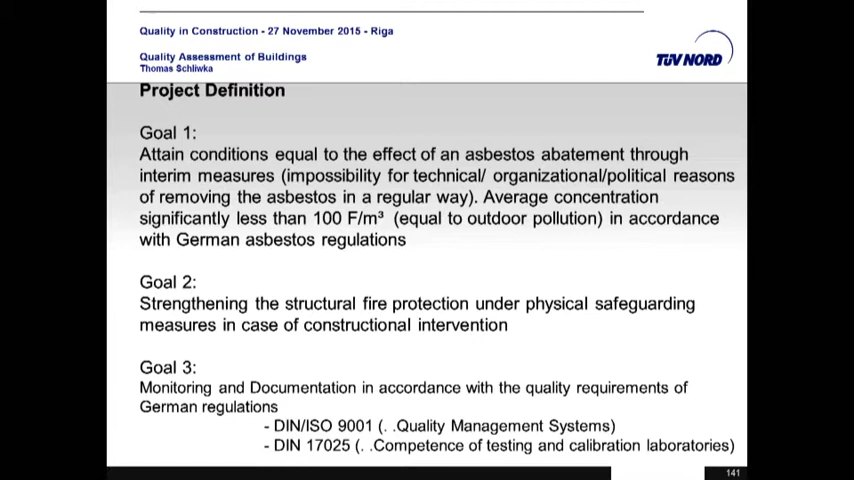 Quality in Construction - 27 November 2015 - Riga
Quality Assessment of Buildings
Thomas Schliwka
TÜV NORD
Project Definition
Goal 1:
Attain conditions equal to the effect of an asbestos abatement through
interim measures (impossibility for technical/ organizational/political reasons
of removing the asbestos in a regular way). Average concentration
significantly less than 100 F/m³ (equal to outdoor pollution) in accordance
with German asbestos regulations
Goal 2:
Strengthening the structural fire protection under physical safeguarding
measures in case of constructional intervention
Goal 3:
Monitoring and Documentation in accordance with the quality requirements of
German regulations
- DIN/ISO 9001 (. .Quality Management Systems)
- DIN 17025 (. .Competence of testing and calibration laboratories)
141